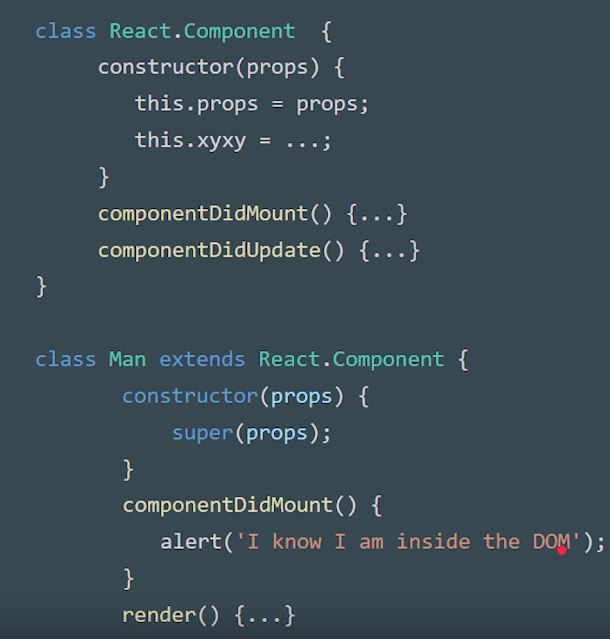 class React.Component  {
     constructor(props) {
        this.props = props;
        this.xyxy = ...;
     }
     componentDidMount() {...}
     componentDidUpdate() {...}
}
class Man extends React.Component {
       constructor(props) {
           super(props);
       }
       componentDidMount() {
          alert('I know I am inside the DOM');
       }
       render() {...}